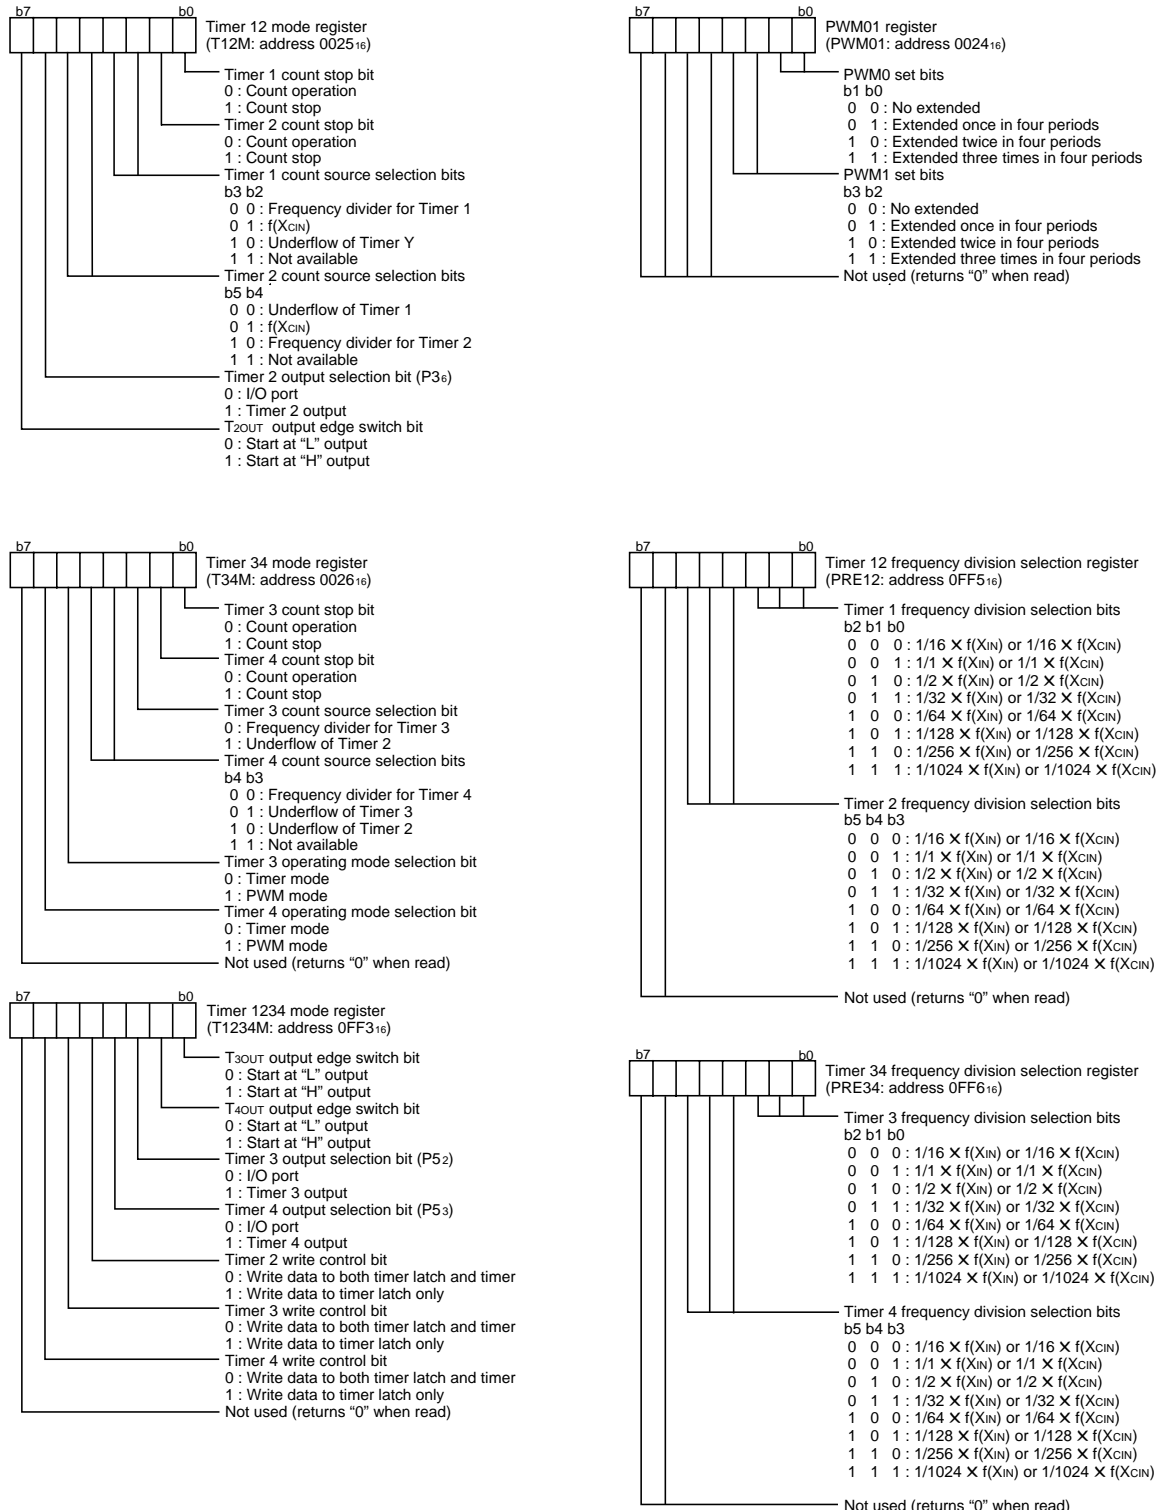 b7 b0
Timer 12 mode register
(T12M: address 002516)
Timer 1 count stop bit
0 : Count operation
1 : Count stop
Timer 2 count stop bit
0 : Count operation
1 : Count stop
Timer 1 count source selection bits
b3 b2
0 0 : Frequency divider for Timer 1
0 1 : f(XCIN)
1 0 : Underflow of Timer Y
1 1 : Not available
Timer 2 count source selection bits
b5 b4
0 0 : Underflow of Timer 1
0 1 : f(XCIN)
1 0 : Frequency divider for Timer 2
1 1 : Not available
Timer 2 output selection bit (P36)
0 : I/O port
1 : Timer 2 output
T2OUT output edge switch bit
0 : Start at “L” output
1 : Start at “H” output
b7 b0
PWM01 register
(PWM01: address 002416)
PWM0 set bits
b1 b0
0 0 : No extended
0 1 : Extended once in four periods
1 0 : Extended twice in four periods
1 1 : Extended three times in four periods
PWM1 set bits
b3 b2
0 0 : No extended
0 1 : Extended once in four periods
1 0 : Extended twice in four periods
1 1 : Extended three times in four periods
Not used (returns “0” when read)
b7 b0
Timer 34 mode register
(T34M: address 002616)
Timer 3 count stop bit
0 : Count operation
1 : Count stop
Timer 4 count stop bit
0 : Count operation
1 : Count stop
Timer 3 count source selection bit
0 : Frequency divider for Timer 3
1 : Underflow of Timer 2
Timer 4 count source selection bits
b4 b3
0 0 : Frequency divider for Timer 4
0 1 : Underflow of Timer 3
1 0 : Underflow of Timer 2
1 1 : Not available
Timer 3 operating mode selection bit
0 : Timer mode
1 : PWM mode
Timer 4 operating mode selection bit
0 : Timer mode
1 : PWM mode
Not used (returns “0” when read)
b7 b0
Timer 12 frequency division selection register
(PRE12: address 0FF516)
Timer 1 frequency division selection bits
b2 b1 b0
0 0 0 : 1/16 ✕ f(XIN) or 1/16 ✕ f(XCIN)
0 0 1 : 1/1 ✕ f(XIN) or 1/1 ✕ f(XCIN)
0 1 0 : 1/2 ✕ f(XIN) or 1/2 ✕ f(XCIN)
0 1 1 : 1/32 ✕ f(XIN) or 1/32 ✕ f(XCIN)
1 0 0 : 1/64 ✕ f(XIN) or 1/64 ✕ f(XCIN)
1 0 1 : 1/128 ✕ f(XIN) or 1/128 ✕ f(XCIN)
1 1 0 : 1/256 ✕ f(XIN) or 1/256 ✕ f(XCIN)
1 1 1 : 1/1024 ✕ f(XIN) or 1/1024 ✕ f(XCIN)
Timer 2 frequency division selection bits
b5 b4 b3
0 0 0 : 1/16 ✕ f(XIN) or 1/16 ✕ f(XCIN)
0 0 1 : 1/1 ✕ f(XIN) or 1/1 ✕ f(XCIN)
0 1 0 : 1/2 ✕ f(XIN) or 1/2 ✕ f(XCIN)
0 1 1 : 1/32 ✕ f(XIN) or 1/32 ✕ f(XCIN)
1 0 0 : 1/64 ✕ f(XIN) or 1/64 ✕ f(XCIN)
1 0 1 : 1/128 ✕ f(XIN) or 1/128 ✕ f(XCIN)
1 1 0 : 1/256 ✕ f(XIN) or 1/256 ✕ f(XCIN)
1 1 1 : 1/1024 ✕ f(XIN) or 1/1024 ✕ f(XCIN)
Not used (returns “0” when read)
b7 b0
Timer 1234 mode register
(T1234M: address 0FF316)
T3OUT output edge switch bit
0 : Start at “L” output
1 : Start at “H” output
T4OUT output edge switch bit
0 : Start at “L” output
1 : Start at “H” output
Timer 3 output selection bit (P52)
0 : I/O port
1 : Timer 3 output
Timer 4 output selection bit (P53)
0 : I/O port
1 : Timer 4 output
Timer 2 write control bit
0 : Write data to both timer latch and timer
1 : Write data to timer latch only
Timer 3 write control bit
0 : Write data to both timer latch and timer
1 : Write data to timer latch only
Timer 4 write control bit
0 : Write data to both timer latch and timer
1 : Write data to timer latch only
Not used (returns “0” when read)
b7 b0
Timer 34 frequency division selection register
(PRE34: address 0FF616)
Timer 3 frequency division selection bits
b2 b1 b0
0 0 0 : 1/16 ✕ f(XIN) or 1/16 ✕ f(XCIN)
0 0 1 : 1/1 ✕ f(XIN) or 1/1 ✕ f(XCIN)
0 1 0 : 1/2 ✕ f(XIN) or 1/2 ✕ f(XCIN)
0 1 1 : 1/32 ✕ f(XIN) or 1/32 ✕ f(XCIN)
1 0 0 : 1/64 ✕ f(XIN) or 1/64 ✕ f(XCIN)
1 0 1 : 1/128 ✕ f(XIN) or 1/128 ✕ f(XCIN)
1 1 0 : 1/256 ✕ f(XIN) or 1/256 ✕ f(XCIN)
1 1 1 : 1/1024 ✕ f(XIN) or 1/1024 ✕ f(XCIN)
Timer 4 frequency division selection bits
b5 b4 b3
0 0 0 : 1/16 ✕ f(XIN) or 1/16 ✕ f(XCIN)
0 0 1 : 1/1 ✕ f(XIN) or 1/1 ✕ f(XCIN)
0 1 0 : 1/2 ✕ f(XIN) or 1/2 ✕ f(XCIN)
0 1 1 : 1/32 ✕ f(XIN) or 1/32 ✕ f(XCIN)
1 0 0 : 1/64 ✕ f(XIN) or 1/64 ✕ f(XCIN)
1 0 1 : 1/128 ✕ f(XIN) or 1/128 ✕ f(XCIN)
1 1 0 : 1/256 ✕ f(XIN) or 1/256 ✕ f(XCIN)
1 1 1 : 1/1024 ✕ f(XIN) or 1/1024 ✕ f(XCIN)
Not used (returns “0” when read)